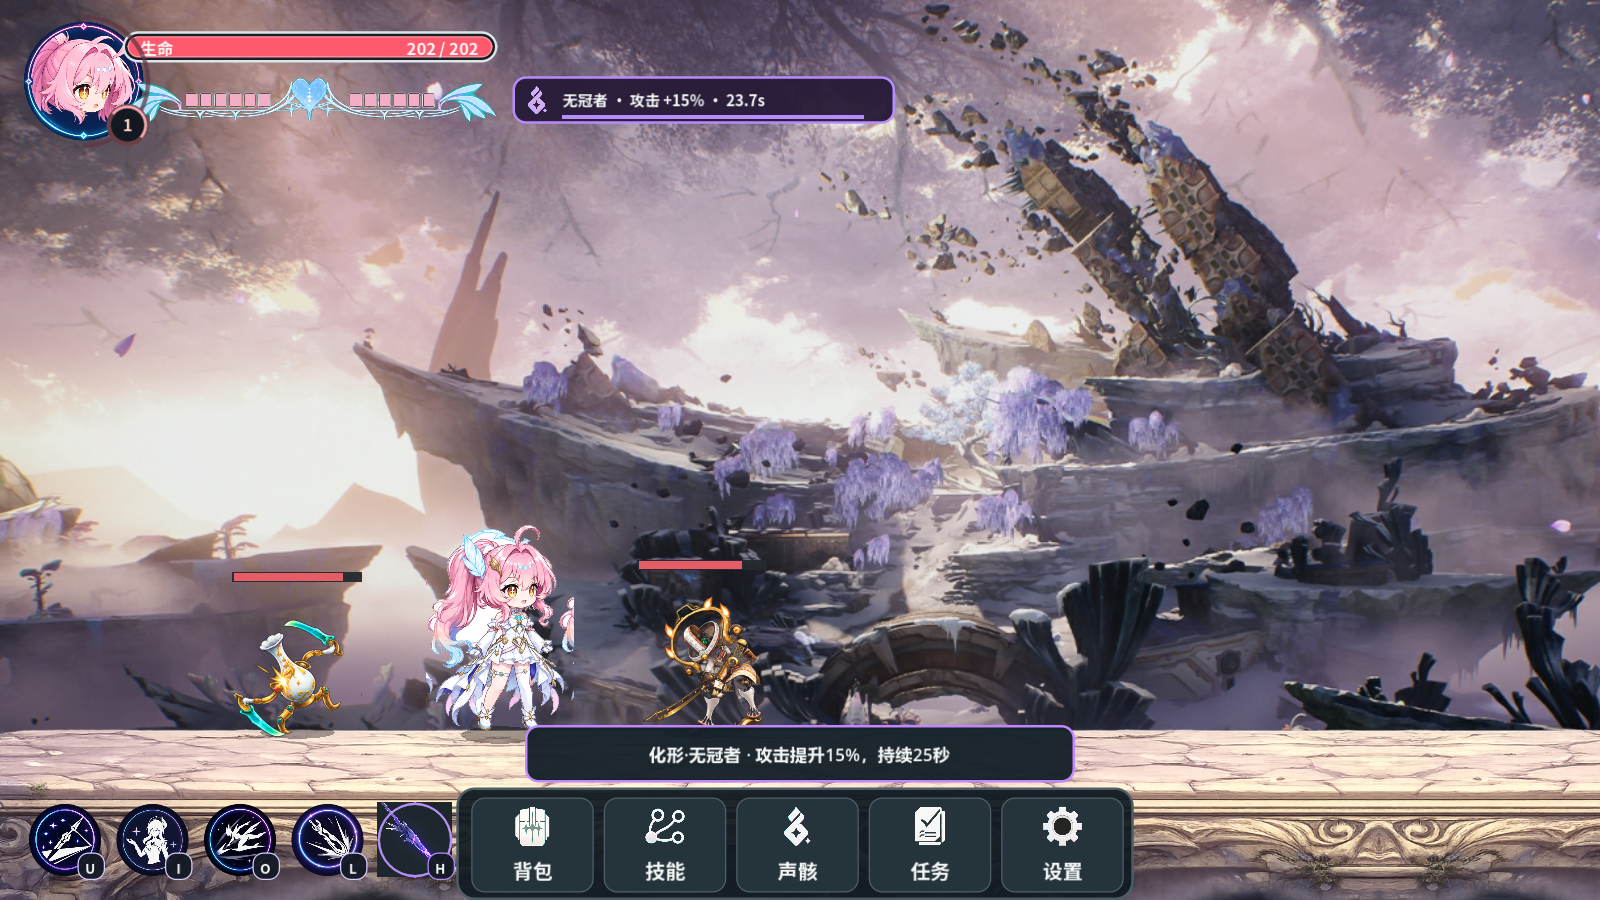 生命
202 / 202
1
无冠者 · 攻击 +15% · 23.7s
化形·无冠者 · 攻击提升15%，持续25秒
U
I
O
L
H
背包
技能
声骸
任务
设置